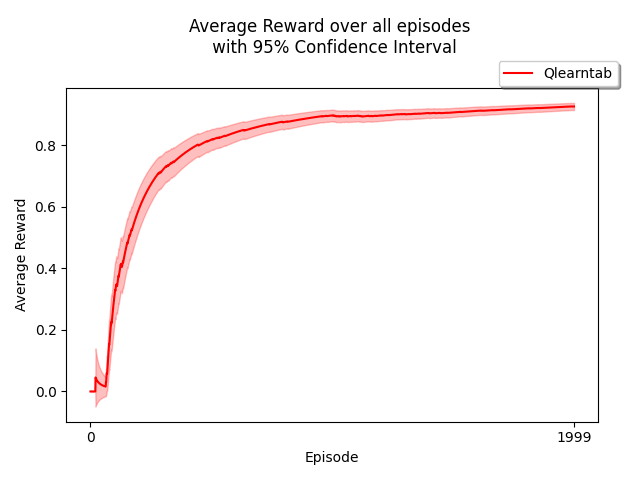 Average Reward over all episodes
with 95% Confidence Interval
Qlearntab
0.8
0.6
0.4
0.2
0.0
Average Reward
0
1999
Episode